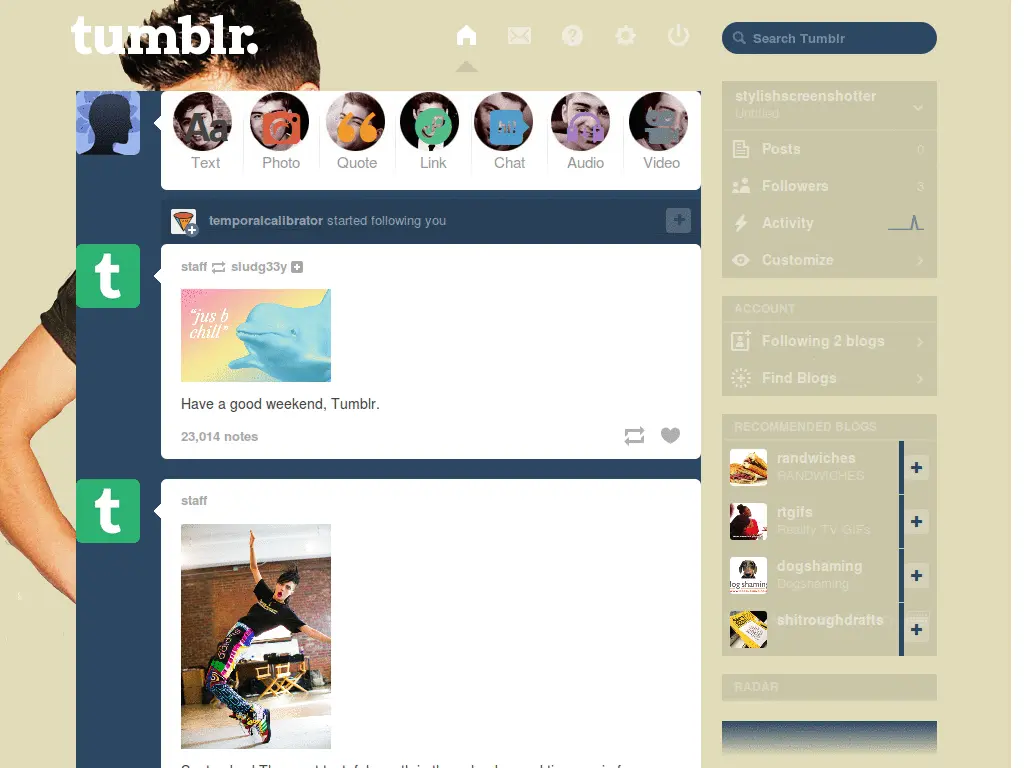 tumblr.
Search Tumblr
Aa
Text
Photo
Quote
Link
Chat
Audio
Video
temporalcalibrator started following you
staff sludg33y
"jus b
chill"
Have a good weekend, Tumblr.
23,014 notes
staff
stylishscreenshotter
Untitled
Posts 0
Followers 3
Activity
Customize
ACCOUNT
Following 2 blogs
Find Blogs
RECOMMENDED BLOGS
randwiches
RANDWICHES
rtgifs
Reality TV GIFs
dogshaming
Dogshaming
dog shaming
shitroughdrafts
RADAR